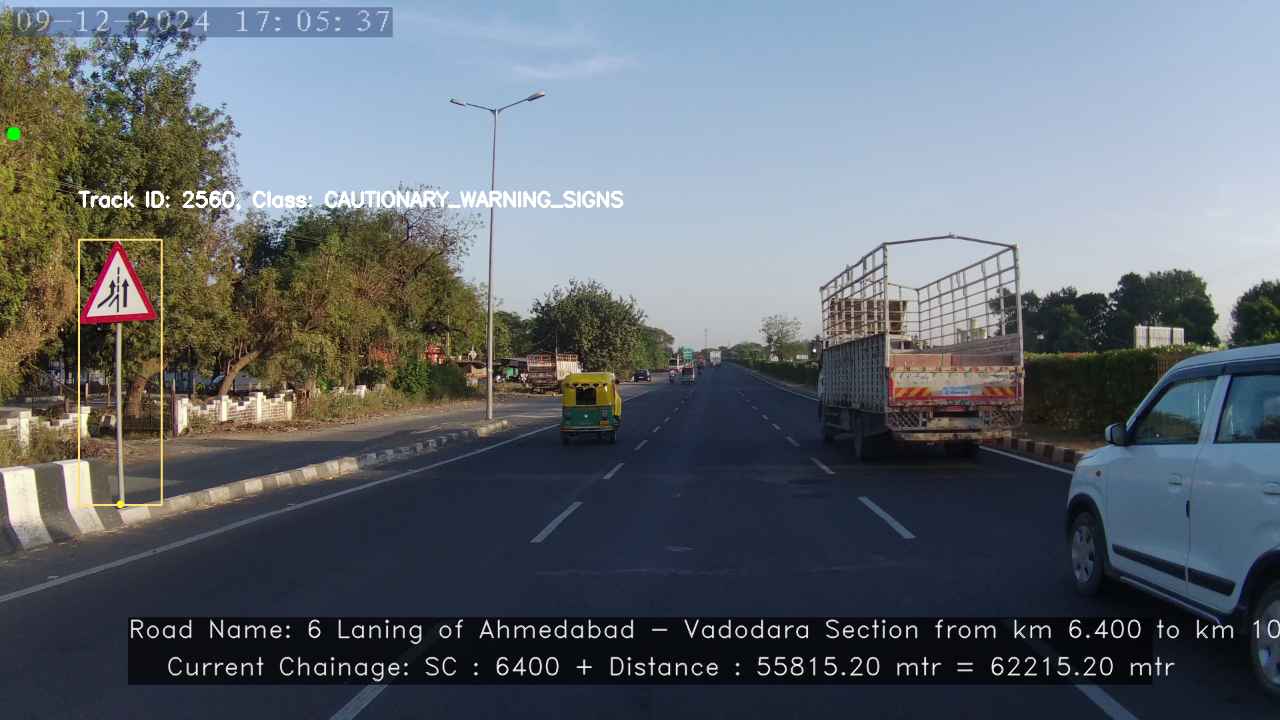 09-12-2024 17:05:37
Track ID: 2560, Class: CAUTIONARY_WARNING_SIGNS
Road Name: 6 Laning of Ahmedabad - Vadodara Section from km 6.400 to km 10
Current Chainage: SC : 6400 + Distance : 55815.20 mtr = 62215.20 mtr